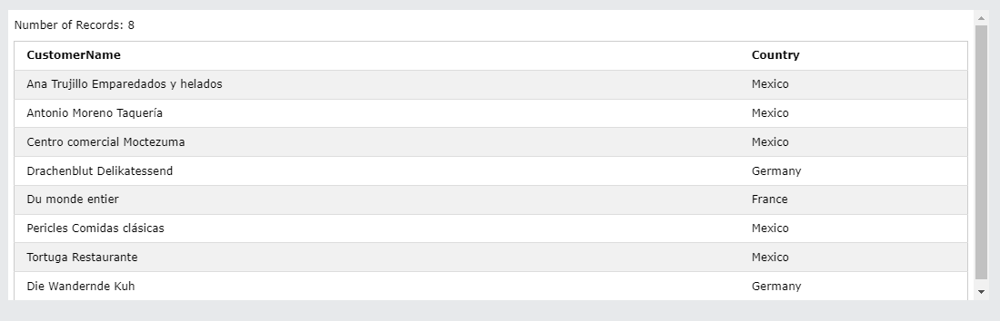 Number of Records: 8
CustomerName Country
Ana Trujillo Emparedados y helados Mexico
Antonio Moreno Taquería Mexico
Centro comercial Moctezuma Mexico
Drachenblut Delikatessend Germany
Du monde entier France
Pericles Comidas clásicas Mexico
Tortuga Restaurante Mexico
Die Wandernde Kuh Germany